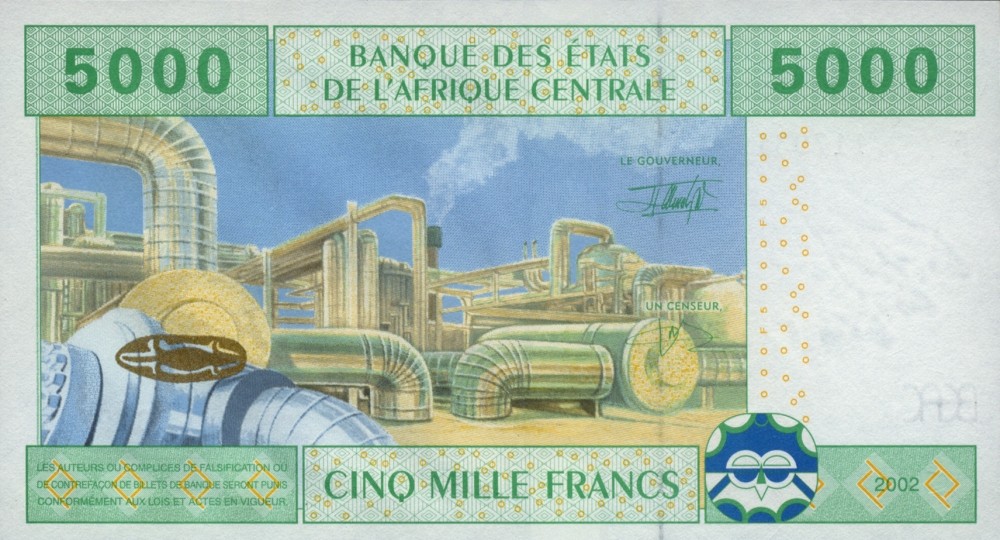 5000
BANQUE DES ÉTATS
DE L'AFRIQUE CENTRALE
5000
LE GOUVERNEUR,
UN CENSEUR,
LES AUTEURS OU COMPLICES DE FALSIFICATION OU
DE CONTREFAÇON DE BILLETS DE BANQUE SERONT PUNIS
CONFORMÉMENT AUX LOIS ET ACTES EN VIGUEUR.
CINQ MILLE FRANCS
2002